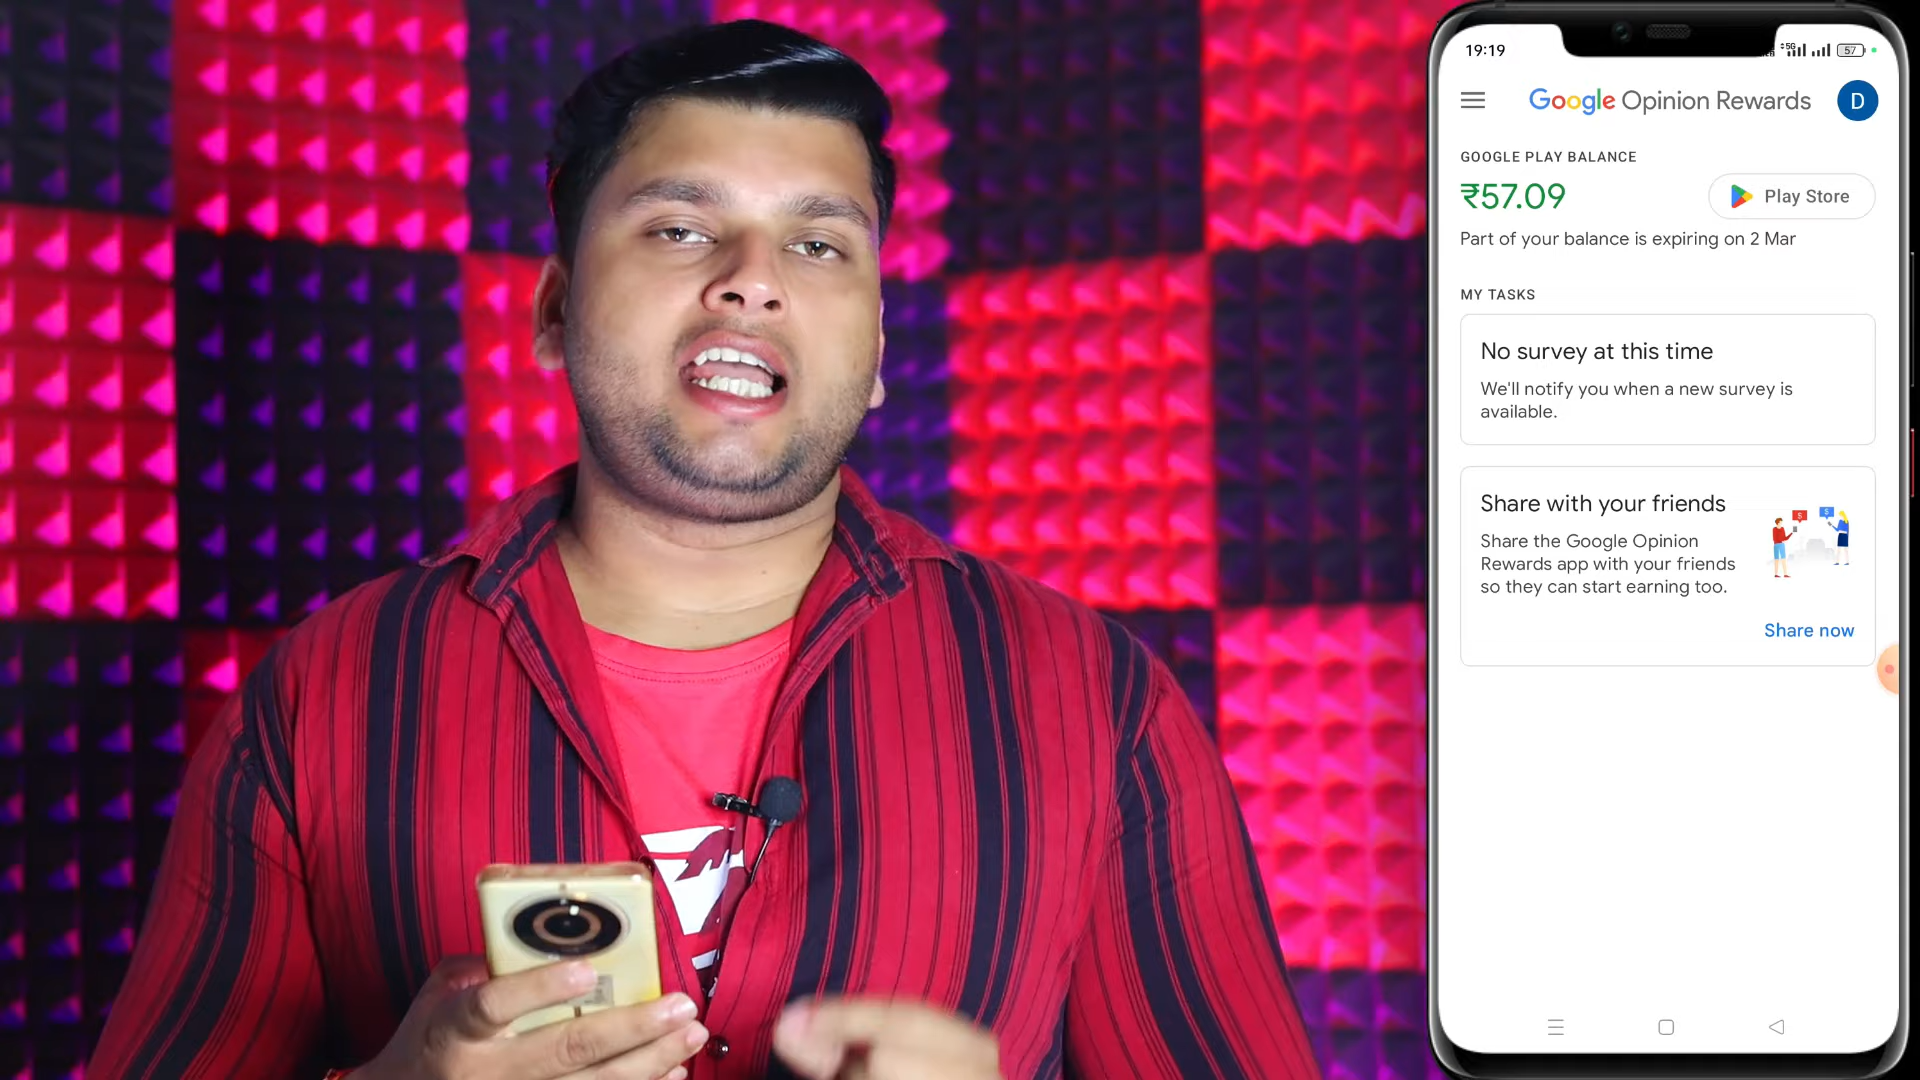 19:19
5G
57
Google Opinion Rewards
D
GOOGLE PLAY BALANCE
₹57.09
Play Store
Part of your balance is expiring on 2 Mar
MY TASKS
No survey at this time
We'll notify you when a new survey is
available.
Share with your friends
Share the Google Opinion
Rewards app with your friends
so they can start earning too.
Share now